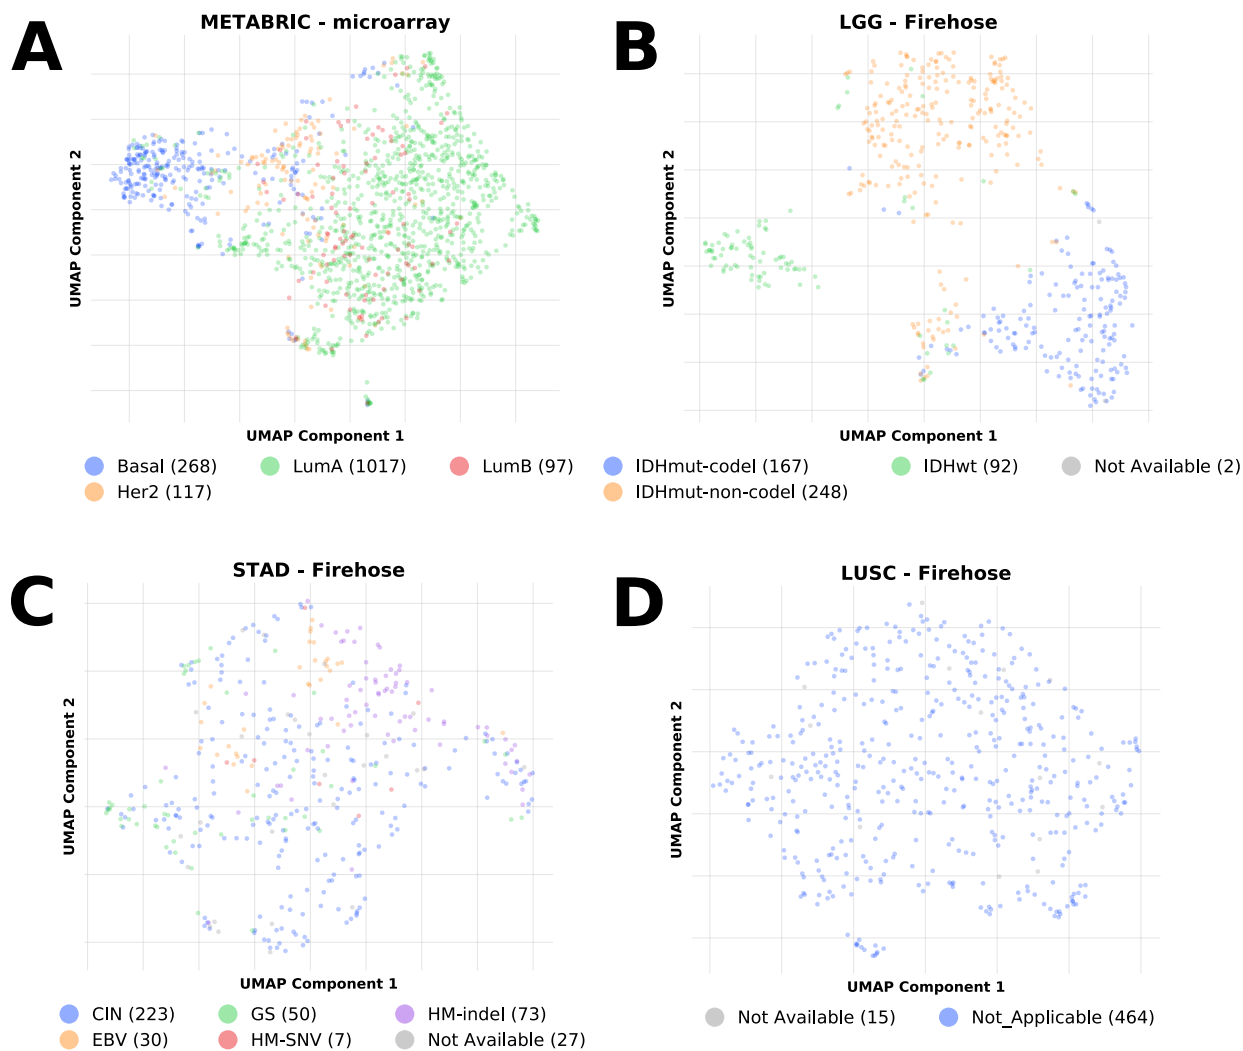 A
METABRIC - microarray
UMAP Component 2
UMAP Component 1
Basal (268)
LumA (1017)
LumB (97)
Her2 (117)
B
LGG - Firehose
UMAP Component 2
UMAP Component 1
IDHmut-codel (167)
IDHwt (92)
Not Available (2)
IDHmut-non-codel (248)
C
STAD - Firehose
UMAP Component 2
UMAP Component 1
CIN (223)
GS (50)
HM-indel (73)
EBV (30)
HM-SNV (7)
Not Available (27)
D
LUSC - Firehose
UMAP Component 2
UMAP Component 1
Not Available (15)
Not_Applicable (464)